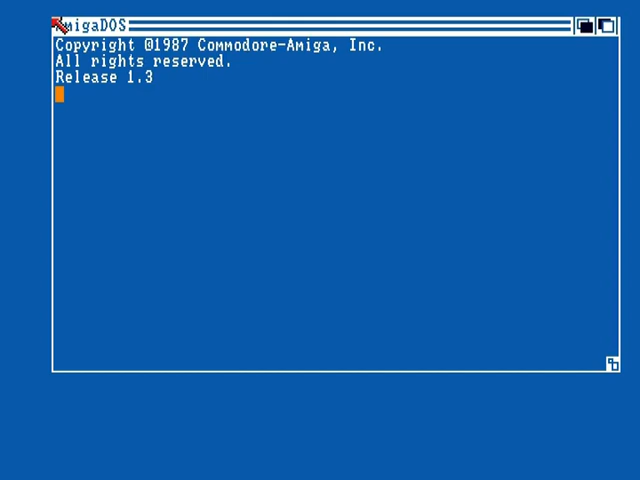 AmigaDOS
Copyright ©1987 Commodore-Amiga, Inc.
All rights reserved.
Release 1.3